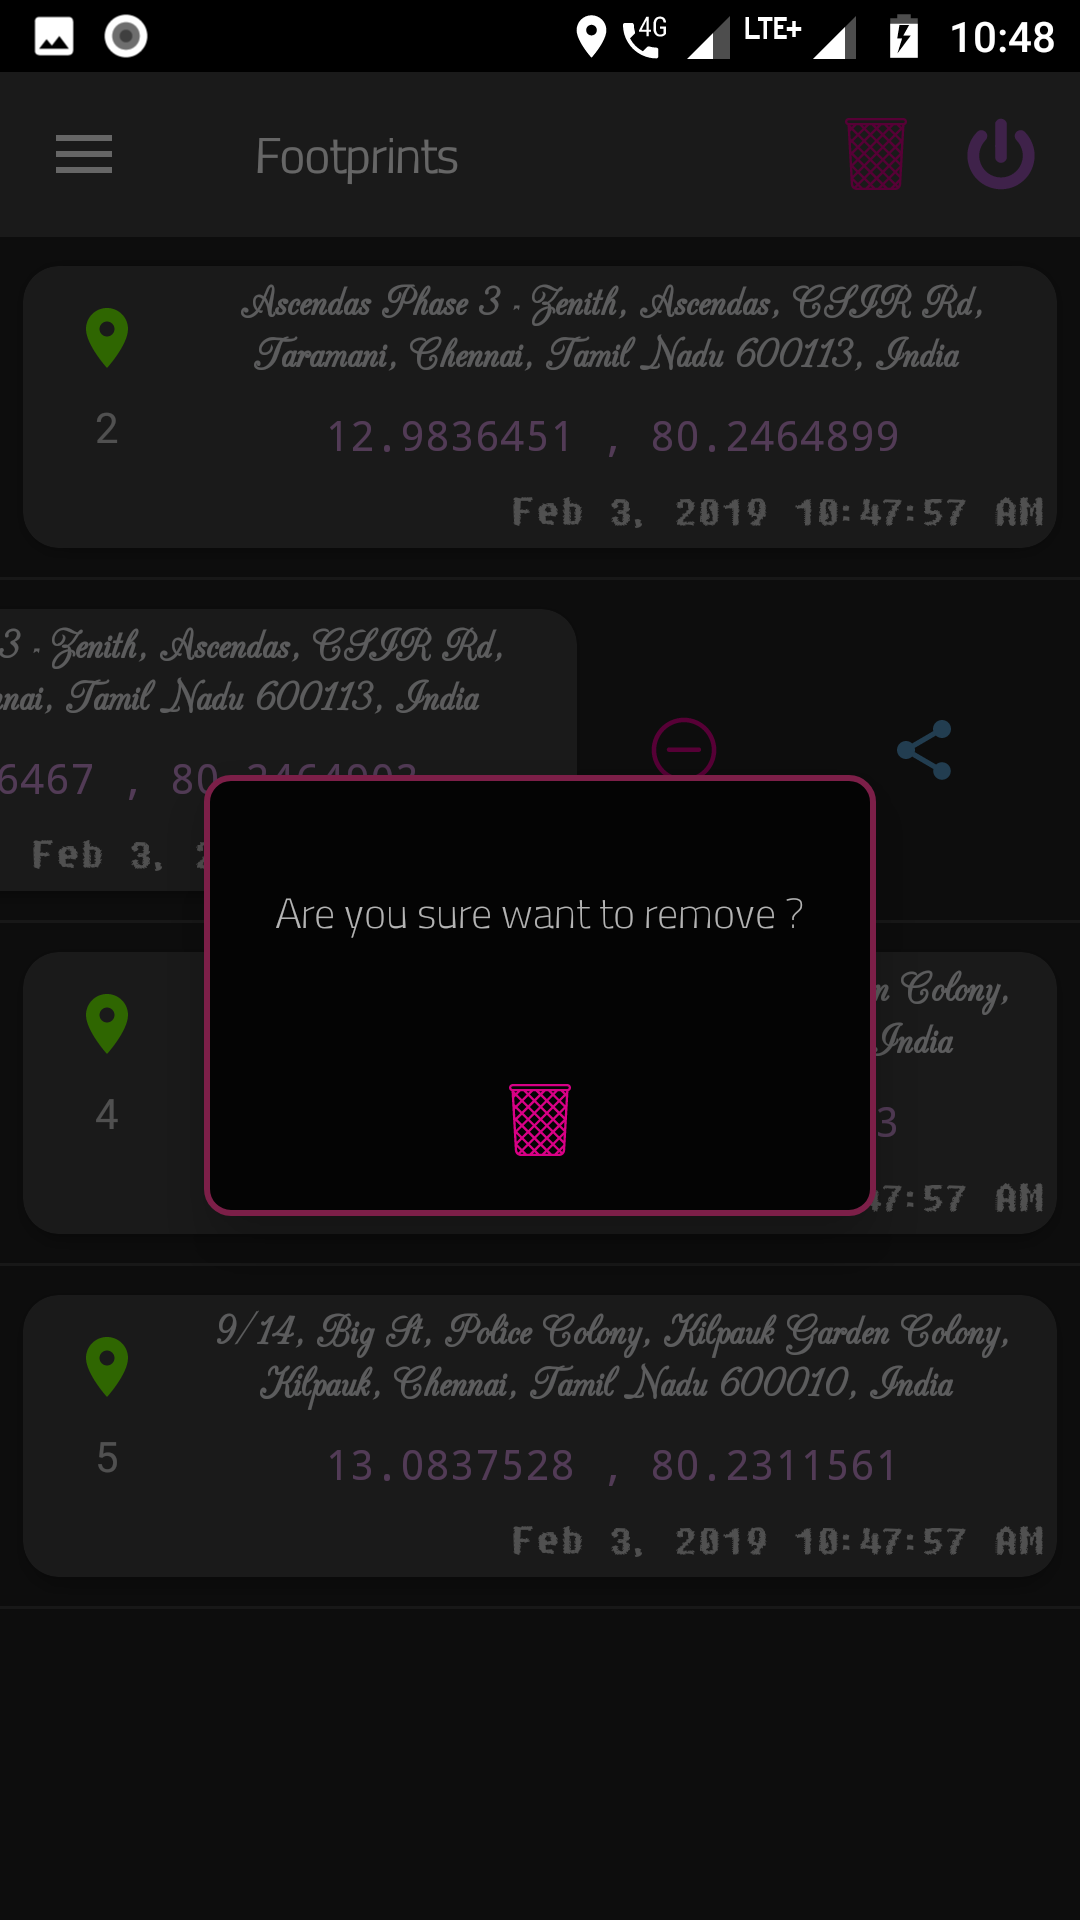 4G LTE+ 10:48
Footprints
Ascendas Phase 3 - Zenith, Ascendas, CSIR Rd,
Taramani, Chennai, Tamil Nadu 600113, India
2
12.9836451 , 80.2464899
Feb 3, 2019 10:47:57 AM
3 - Zenith, Ascendas, CSIR Rd,
nai, Tamil Nadu 600113, India
6467 , 80.2464903
Feb 3,
Are you sure want to remove ?
n Colony,
India
4
3
47:57 AM
9/14, Big St, Police Colony, Kilpauk Garden Colony,
Kilpauk, Chennai, Tamil Nadu 600010, India
5
13.0837528 , 80.2311561
Feb 3, 2019 10:47:57 AM